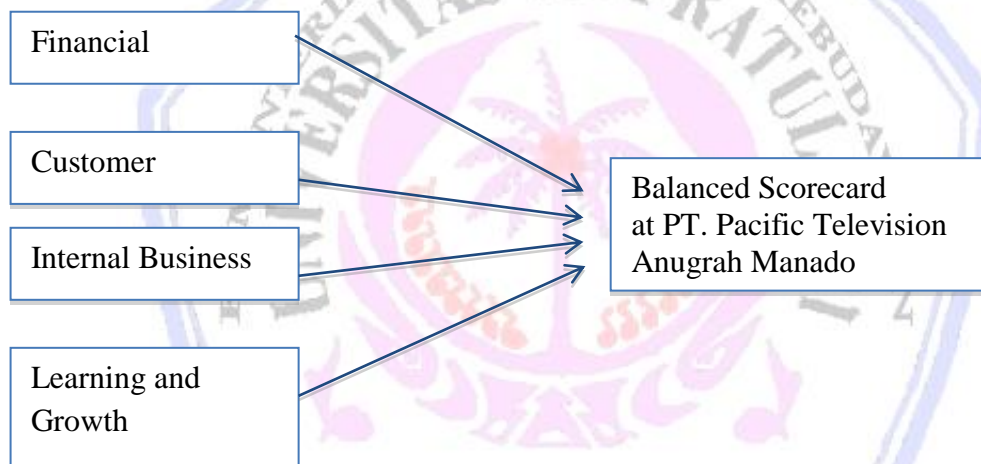 Financial
Customer
Internal Business
Learning and
Growth
Balanced Scorecard
at PT. Pacific Television
Anugrah Manado